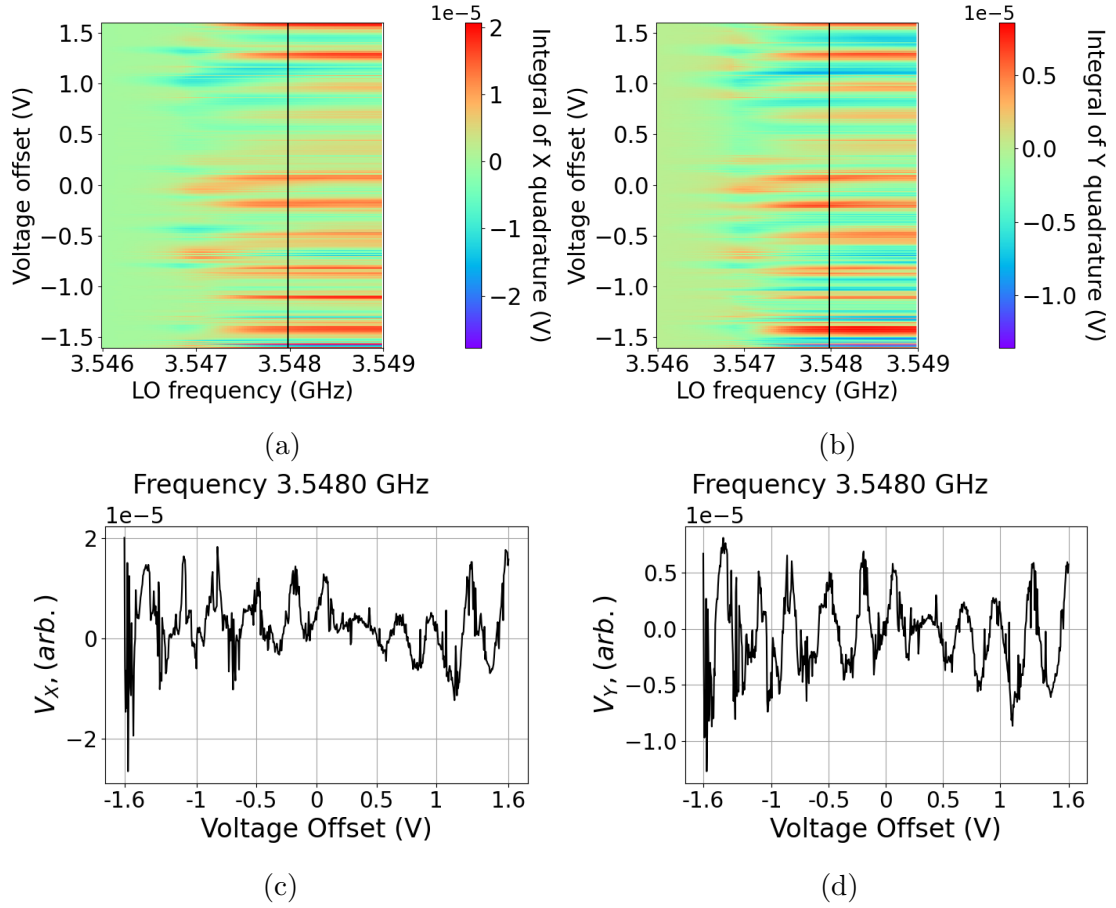 1e−5
1.5
1.0
0.5
0.0
−0.5
−1.0
−1.5
Voltage offset (V)
3.546
3.547
3.548
3.549
LO frequency (GHz)
2
1
0
−1
−2
Integral of X quadrature (V)
(a)
1e−5
1.5
1.0
0.5
0.0
−0.5
−1.0
−1.5
Voltage offset (V)
3.546
3.547
3.548
3.549
LO frequency (GHz)
0.5
0.0
−0.5
−1.0
Integral of Y quadrature (V)
(b)
Frequency 3.5480 GHz
1e−5
2
0
−2
V_X, (arb.)
-1.6
-1
-0.5
0
0.5
1
1.6
Voltage Offset (V)
(c)
Frequency 3.5480 GHz
1e−5
0.5
0.0
−0.5
−1.0
V_Y, (arb.)
-1.6
-1
-0.5
0
0.5
1
1.6
Voltage Offset (V)
(d)